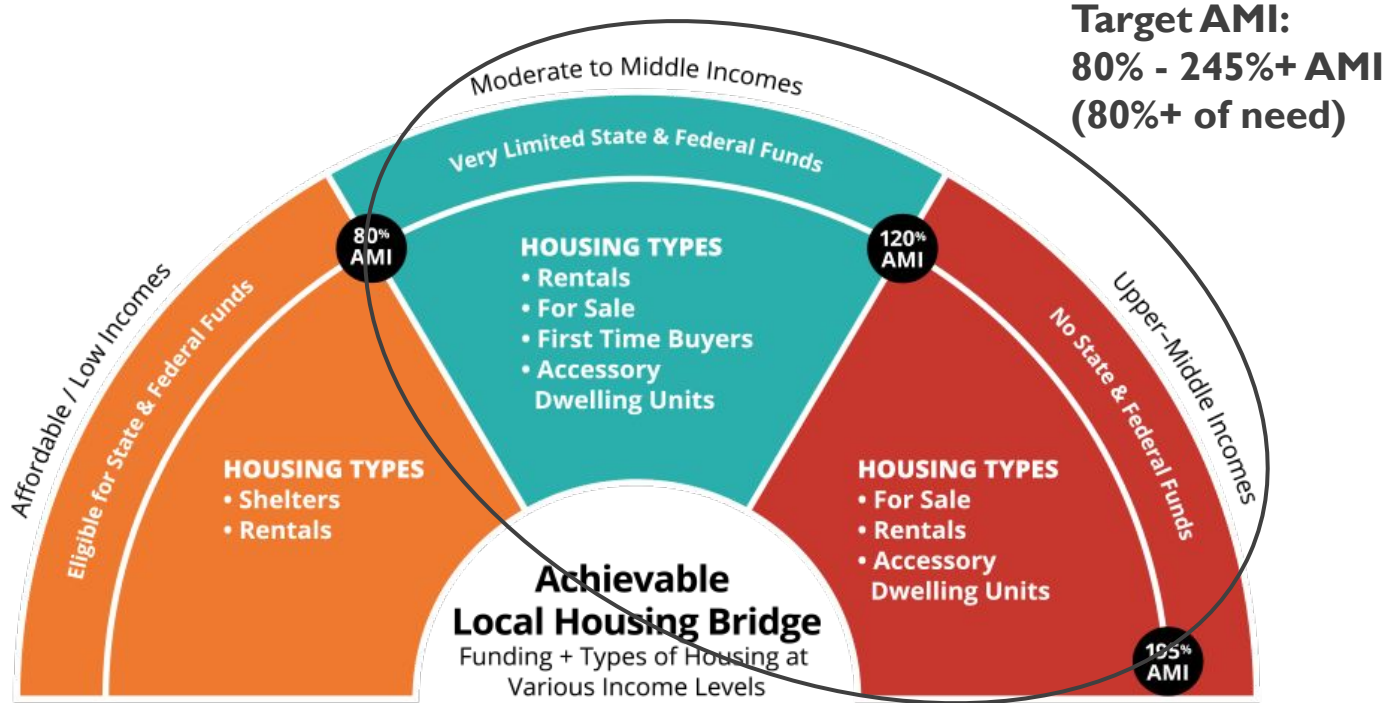 Target AMI:
80% - 245%+ AMI
(80%+ of need)
Moderate to Middle Incomes
Very Limited State & Federal Funds
80%
AMI
120%
AMI
HOUSING TYPES
• Rentals
• For Sale
• First Time Buyers
• Accessory
Dwelling Units
Affordable / Low Incomes
Eligible for State & Federal Funds
HOUSING TYPES
• Shelters
• Rentals
Upper-Middle Incomes
No State & Federal Funds
HOUSING TYPES
• For Sale
• Rentals
• Accessory
Dwelling Units
195%
AMI
Achievable
Local Housing Bridge
Funding + Types of Housing at
Various Income Levels